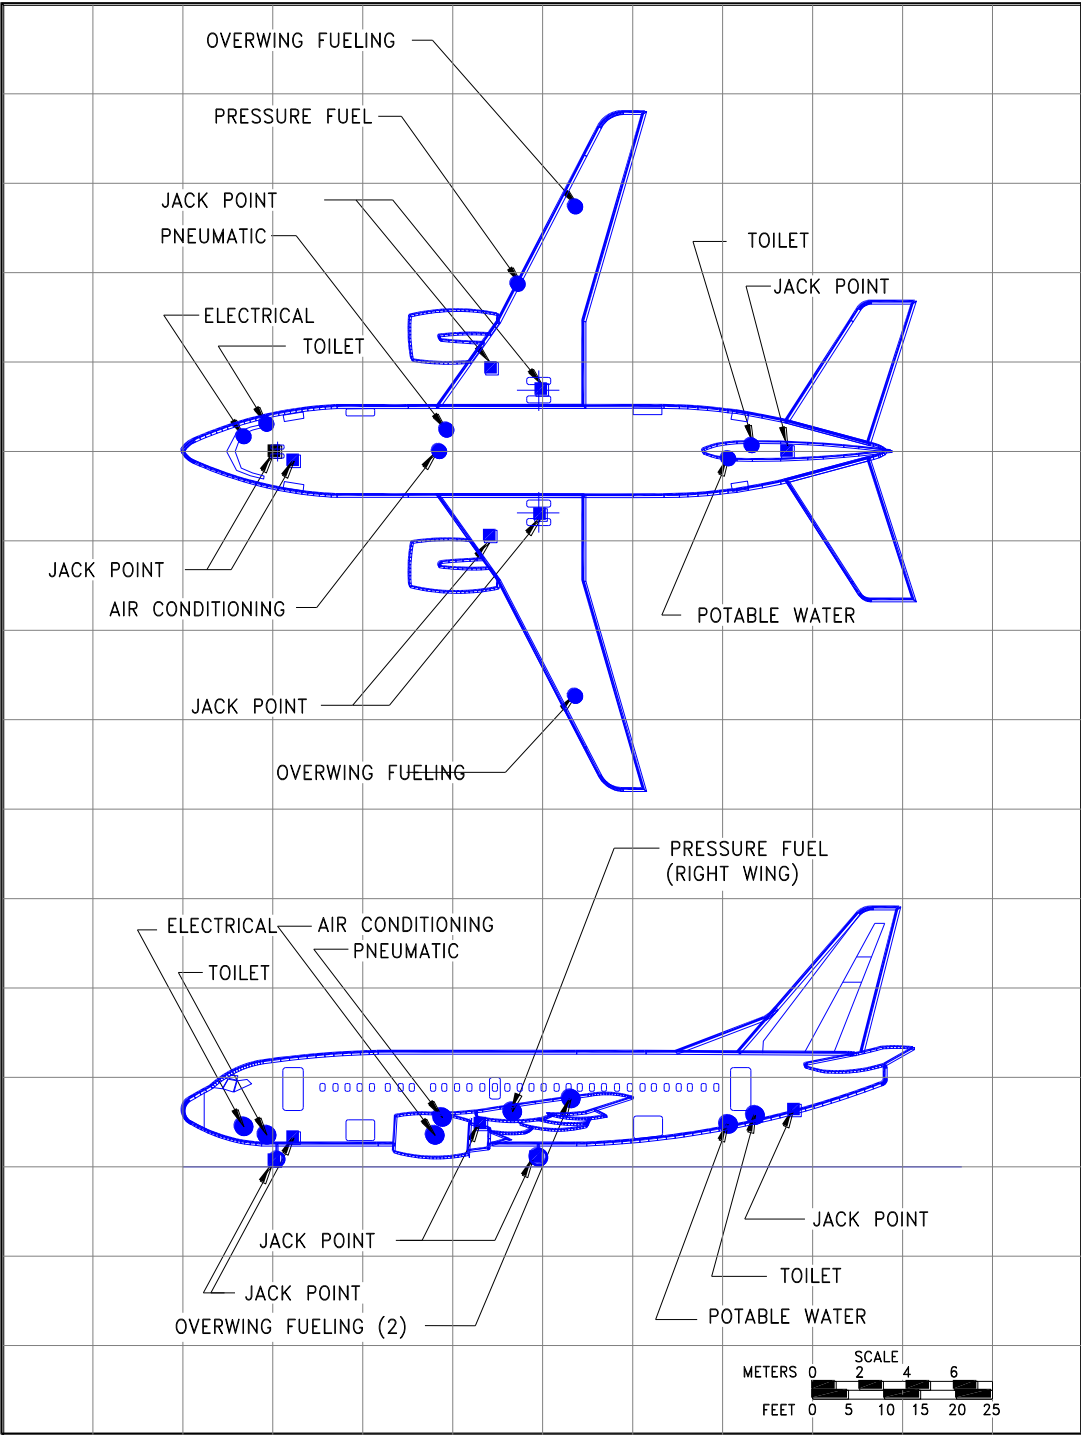 OVERWING FUELING
PRESSURE FUEL
JACK POINT
PNEUMATIC
TOILET
JACK POINT
ELECTRICAL
TOILET
JACK POINT
AIR CONDITIONING
POTABLE WATER
JACK POINT
OVERWING FUELING
PRESSURE FUEL
(RIGHT WING)
ELECTRICAL
AIR CONDITIONING
PNEUMATIC
TOILET
JACK POINT
JACK POINT
TOILET
JACK POINT
POTABLE WATER
OVERWING FUELING (2)
SCALE
METERS 0 2 4 6
FEET 0 5 10 15 20 25